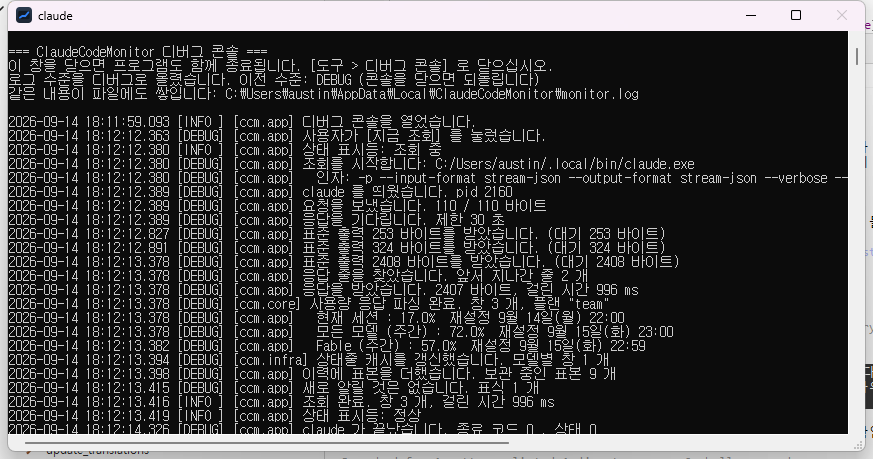 claude
=== ClaudeCodeMonitor 디버그 콘솔 ===
이 창을 닫으면 프로그램도 함께 종료됩니다. [도구 > 디버그 콘솔] 로 닫으십시오.
로그 수준을 디버그로 올렸습니다. 이전 수준: DEBUG (콘솔을 닫으면 되돌립니다)
같은 내용이 파일에도 쌓입니다: C:\Users\austin\AppData\Local\ClaudeCodeMonitor\monitor.log
2026-09-14 18:11:59.093 [INFO ] [ccm.app] 디버그 콘솔을 열었습니다.
2026-09-14 18:12:12.363 [DEBUG] [ccm.app] 사용자가 [지금 조회] 를 눌렀습니다.
2026-09-14 18:12:12.380 [INFO ] [ccm.app] 상태 표시등: 조회 중
2026-09-14 18:12:12.380 [DEBUG] [ccm.app] 조회를 시작합니다: C:/Users/austin/.local/bin/claude.exe
2026-09-14 18:12:12.380 [DEBUG] [ccm.app]   인자: -p --input-format stream-json --output-format stream-json --verbose --
2026-09-14 18:12:12.389 [DEBUG] [ccm.app] claude 를 띄웠습니다. pid 2160
2026-09-14 18:12:12.389 [DEBUG] [ccm.app] 요청을 보냈습니다. 110 / 110 바이트
2026-09-14 18:12:12.389 [DEBUG] [ccm.app] 응답을 기다립니다. 제한 30 초
2026-09-14 18:12:12.827 [DEBUG] [ccm.app] 표준 출력 253 바이트를 받았습니다. (대기 253 바이트)
2026-09-14 18:12:12.891 [DEBUG] [ccm.app] 표준 출력 324 바이트를 받았습니다. (대기 324 바이트)
2026-09-14 18:12:13.378 [DEBUG] [ccm.app] 표준 출력 2408 바이트를 받았습니다. (대기 2408 바이트)
2026-09-14 18:12:13.378 [DEBUG] [ccm.app] 응답 줄을 찾았습니다. 앞서 지나간 줄 2 개
2026-09-14 18:12:13.378 [DEBUG] [ccm.app] 응답을 받았습니다. 2407 바이트, 걸린 시간 996 ms
2026-09-14 18:12:13.378 [DEBUG] [ccm.core] 사용량 응답 파싱 완료. 창 3 개, 플랜 "team"
2026-09-14 18:12:13.378 [DEBUG] [ccm.app]   현재 세션 : 17.0%  재설정 9월 14일(월) 22:00
2026-09-14 18:12:13.378 [DEBUG] [ccm.app]   모든 모델 (주간) : 72.0%  재설정 9월 15일(화) 23:00
2026-09-14 18:12:13.382 [DEBUG] [ccm.app]   Fable (주간) : 57.0%  재설정 9월 15일(화) 22:59
2026-09-14 18:12:13.394 [DEBUG] [ccm.infra] 상태줄 캐시를 갱신했습니다. 모델별 창 1 개
2026-09-14 18:12:13.398 [DEBUG] [ccm.app] 이력에 표본을 더했습니다. 보관 중인 표본 9 개
2026-09-14 18:12:13.415 [DEBUG] [ccm.app] 새로 알릴 것은 없습니다. 표식 1 개
2026-09-14 18:12:13.416 [INFO ] [ccm.app] 조회 완료. 창 3 개, 걸린 시간 996 ms
2026-09-14 18:12:13.419 [INFO ] [ccm.app] 상태 표시등: 정상
2026-09-14 18:12:14.326 [DEBUG] [ccm.app] claude 가 끝났습니다. 종료 코드 0 , 상태 0
update_translations